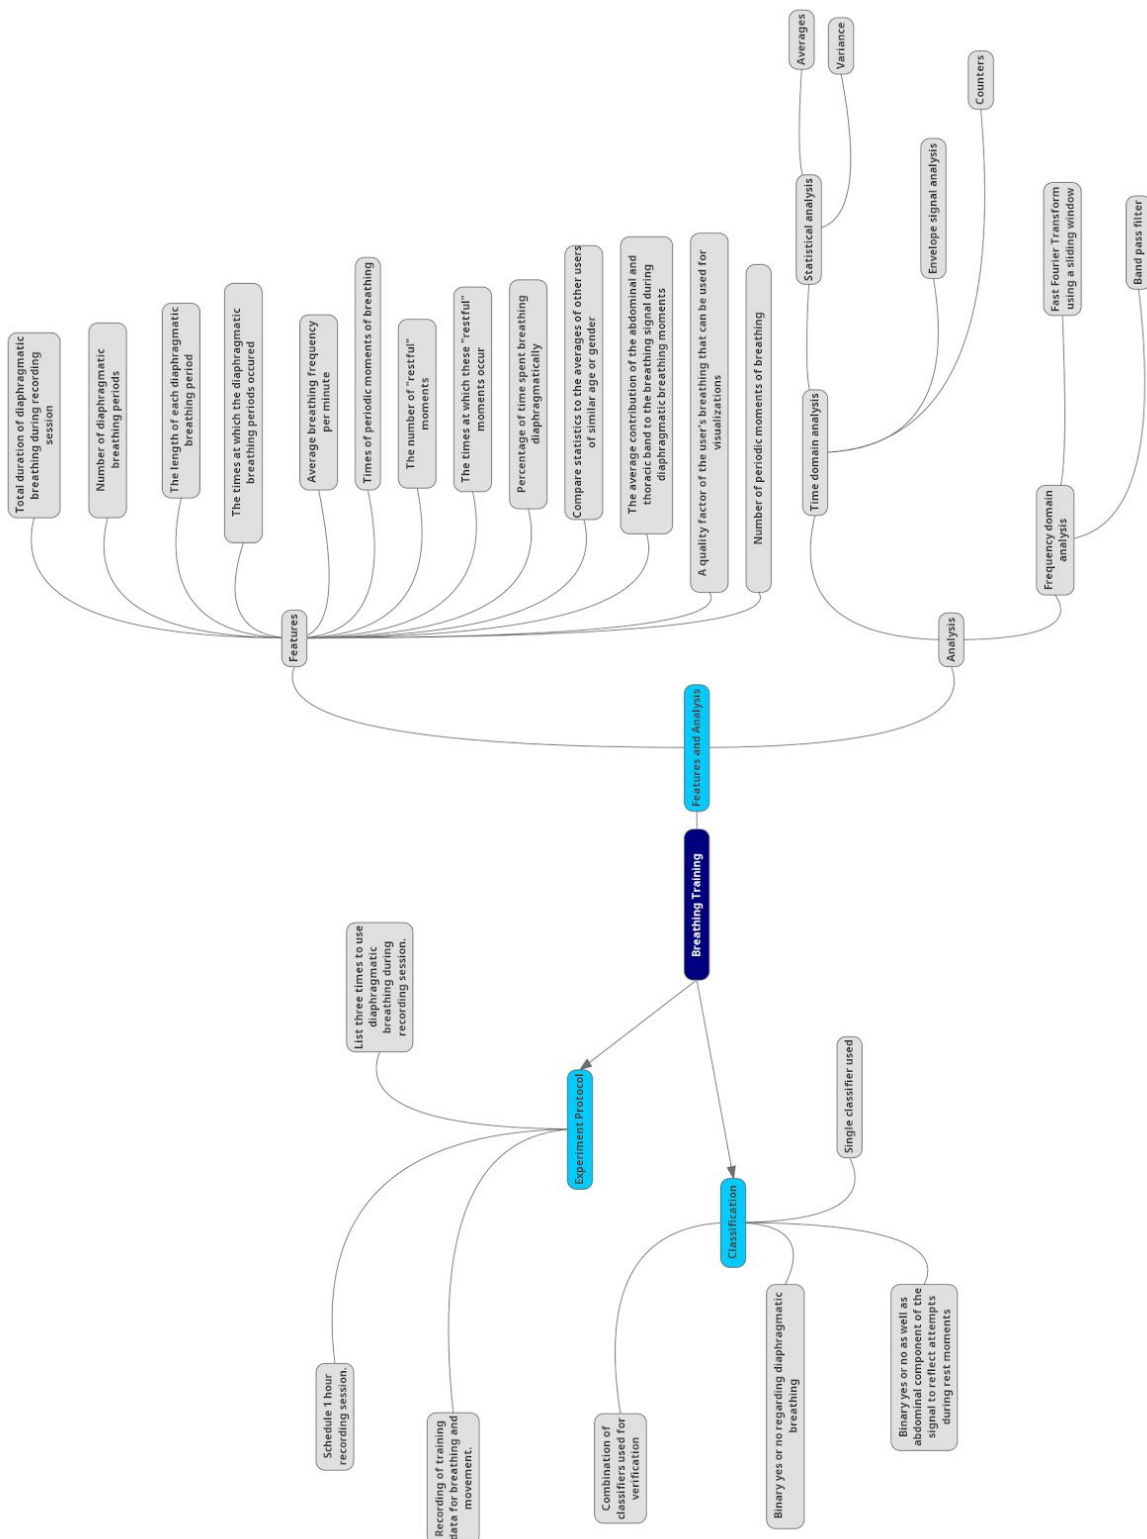 Total duration of diaphragmatic
breathing during recording
session
Number of diaphragmatic
breathing periods
The length of each diaphragmatic
breathing period
The times at which the diaphragmatic
breathing periods occured
Average breathing frequency
per minute
Times of periodic moments of breathing
The number of "restful"
moments
The times at which these "restful"
moments occur
Percentage of time spent breathing
diaphragmatically
Compare statistics to the averages of other users
of similar age or gender
The average contribution of the abdominal and
thoracic band to the breathing signal during
diaphragmatic breathing moments
A quality factor of the user's breathing that can be used for
visualizations
Number of periodic moments of breathing
Features
Averages
Variance
Statistical analysis
Envelope signal analysis
Counters
Time domain analysis
Fast Fourier Transform
using a sliding window
Band pass filter
Frequency domain
analysis
Analysis
Features and Analysis
Breathing Training
List three times to use
diaphragmatic
breathing during
recording session.
Experiment Protocol
Schedule 1 hour
recording session.
Recording of training
data for breathing and
movement.
Single classifier used
Classification
Combination of
classifiers used for
verification
Binary yes or no regarding diaphragmatic
breathing
Binary yes or no as well as
abdominal component of the
signal to reflect attempts
during rest moments